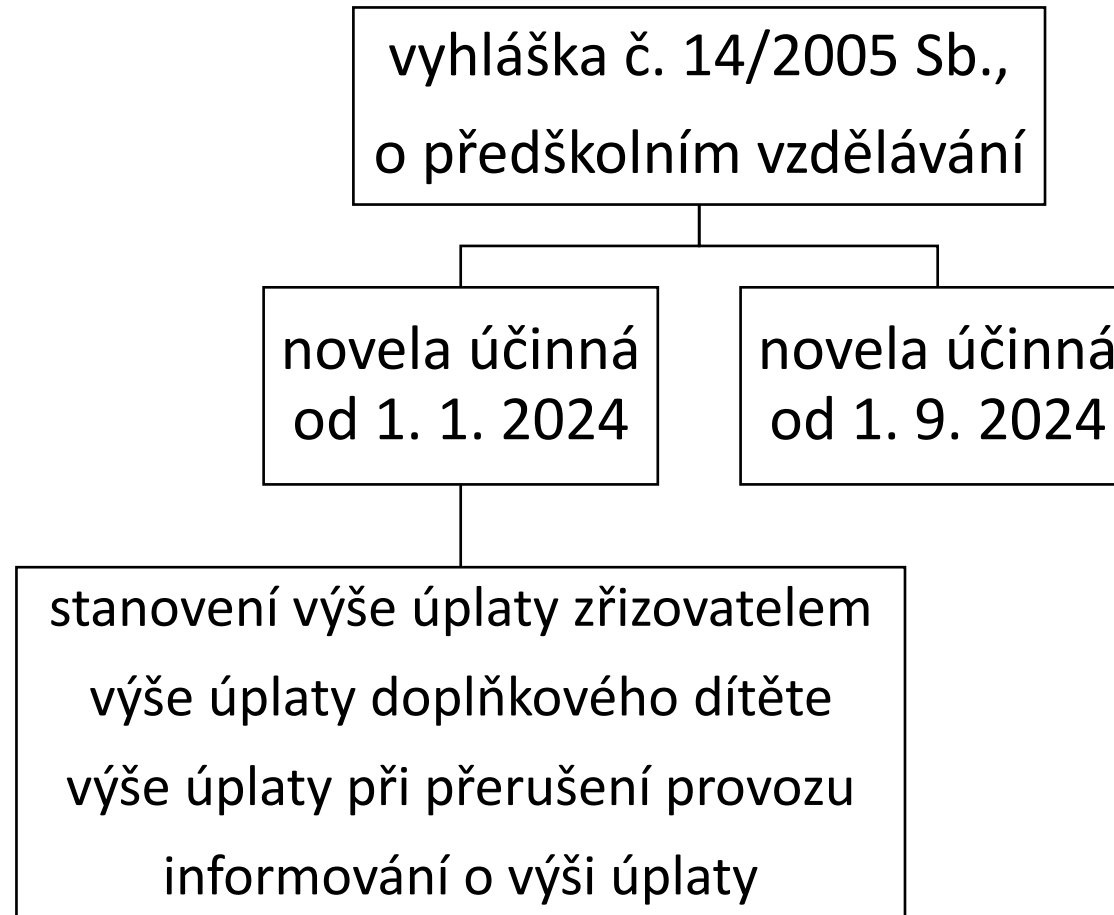 vyhláška č. 14/2005 Sb.,
o předškolním vzdělávání
novela účinná
od 1. 1. 2024
novela účinná
od 1. 9. 2024
stanovení výše úplaty zřizovatelem
výše úplaty doplňkového dítěte
výše úplaty při přerušení provozu
informování o výši úplaty